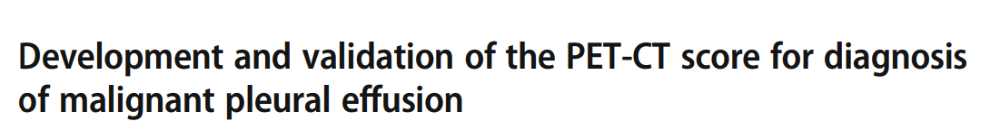 Development and validation of the PET-CT score for diagnosis
of malignant pleural effusion